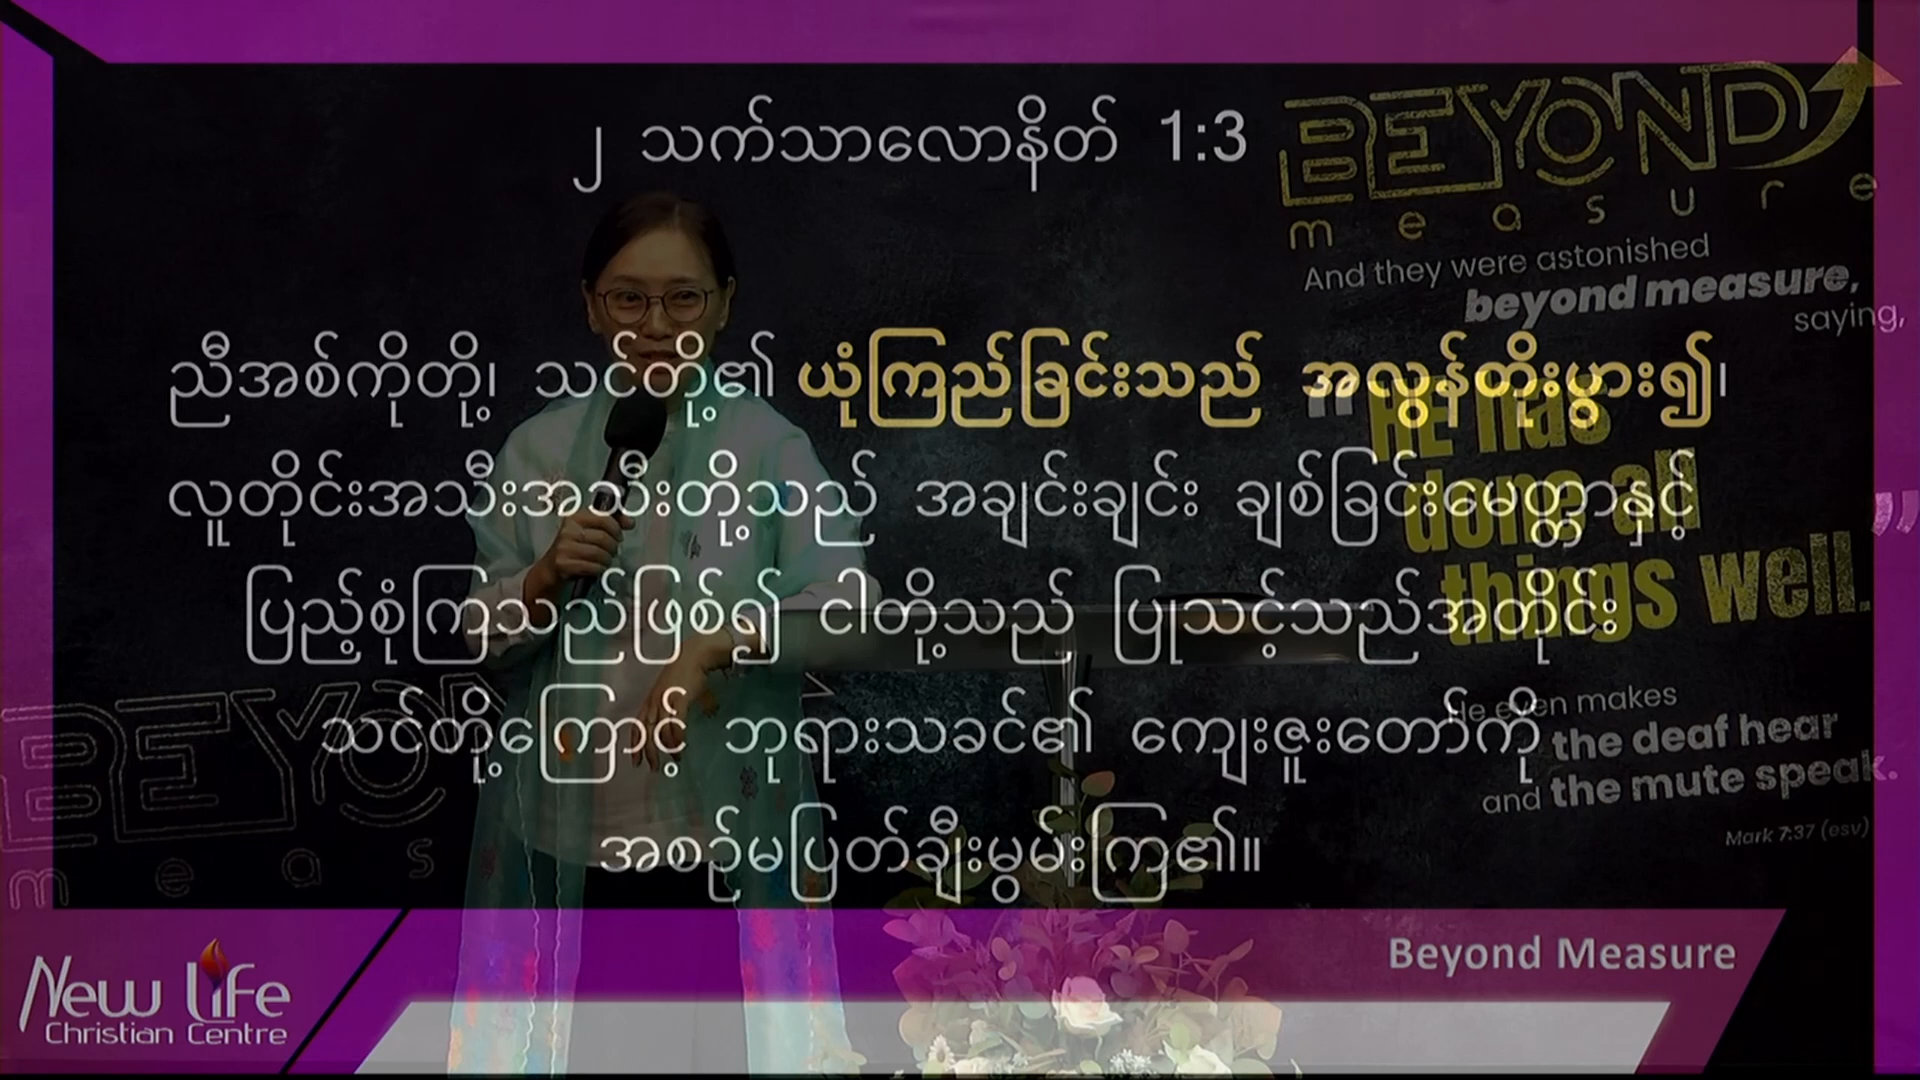 ၂ သက်သာလောနိတ် 1:3
ညီအစ်ကိုတို့၊ သင်တို့၏ ယုံကြည်ခြင်းသည် အလွန်တိုးပွား၍၊
လူတိုင်းအသီးအသီးတို့သည် အချင်းချင်း ချစ်ခြင်းမေတ္တာနှင့်
ပြည့်စုံကြသည်ဖြစ်၍ ငါတို့သည် ပြုသင့်သည်အတိုင်း
သင်တို့ကြောင့် ဘုရားသခင်၏ ကျေးဇူးတော်ကို
အစဉ်မပြတ်ချီးမွမ်းကြ၏။
BEYOND
measure
And they were astonished
beyond measure,
saying,
"HE has
done all
things well."
He even makes
the deaf hear
and the mute speak.
Mark 7:37 (esv)
BEYO
meas
New Life
Christian Centre
Beyond Measure